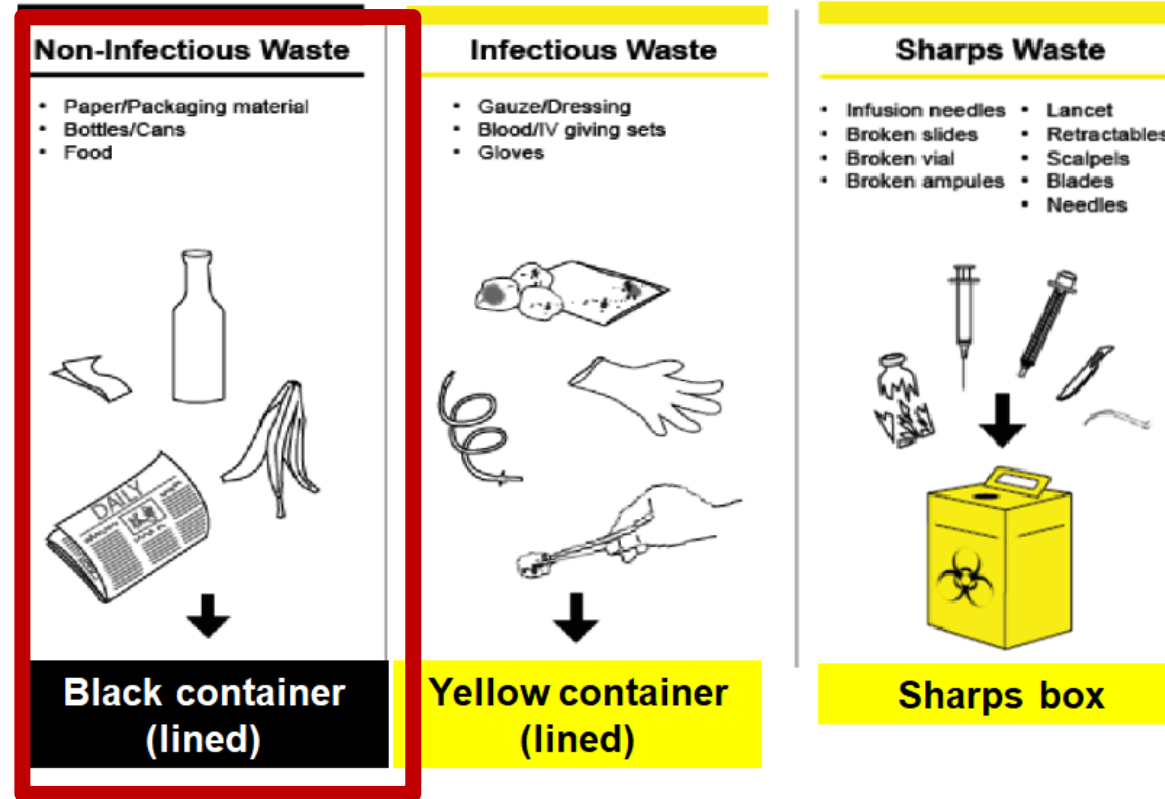 Non-Infectious Waste
• Paper/Packaging material
• Bottles/Cans
• Food
DAILY
Black container
(lined)
Infectious Waste
• Gauze/Dressing
• Blood/IV giving sets
• Gloves
Yellow container
(lined)
Sharps Waste
• Infusion needles
• Broken slides
• Broken vial
• Broken ampules
• Lancet
• Retractables
• Scalpels
• Blades
• Needles
Sharps box